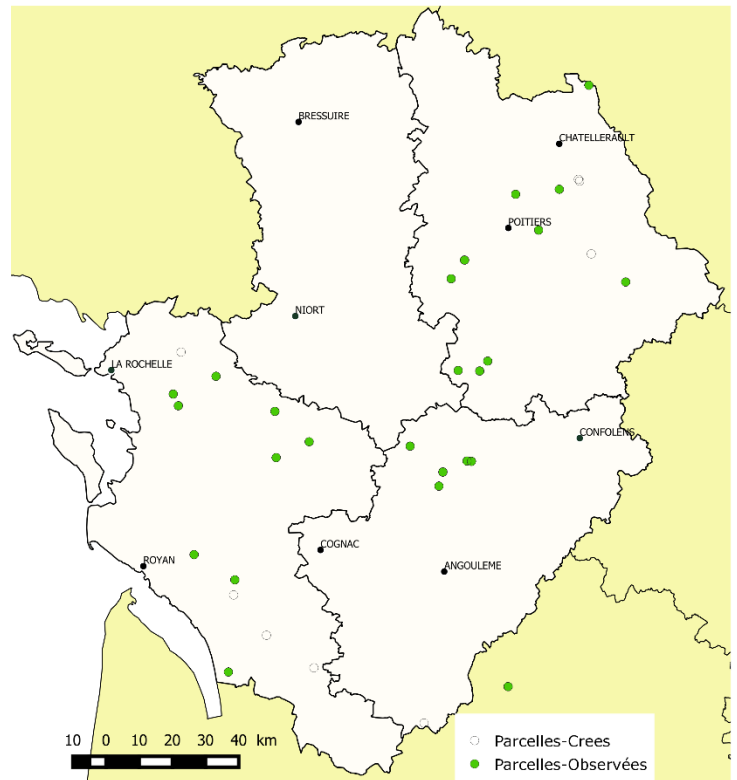 BRESSUIRE
CHATELLERAULT
POITIERS
NIORT
LA ROCHELLE
CONFOLENS
COGNAC
ROYAN
ANGOULEME
10 0 10 20 30 40 km
Parcelles-Crees
Parcelles-Observées